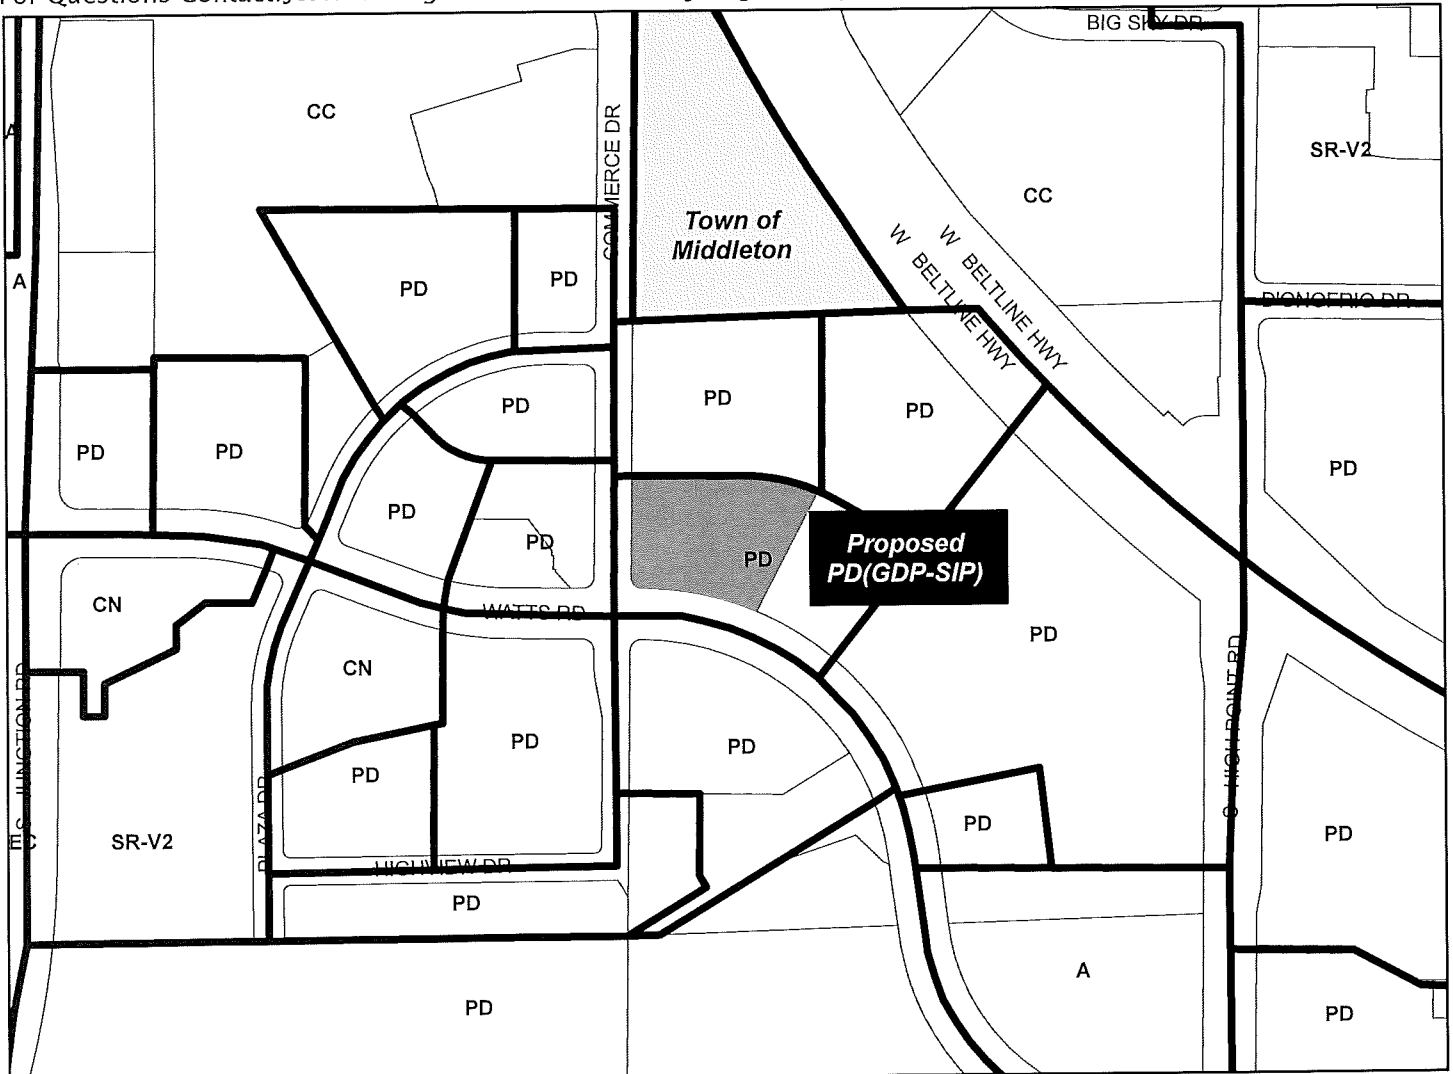 For Questions Contact:
BIG SKY DR
CC
COMMERCE DR
A
SR-V2
CC
Town of
Middleton
W BELTLINE HWY
W BELTLINE HWY
A
PD
PD
D'ONOFRIO DR
PD
PD
PD
PD
PD
PD
PD
PD
PD
PD
Proposed
PD(GDP-SIP)
CN
WATTS RD
PD
CN
S JUNCTION RD
S HIGH POINT RD
PD
PD
PD
PLAZA DR
PD
PD
EC
SR-V2
HIGHVIEW DR
PD
A
PD
PD